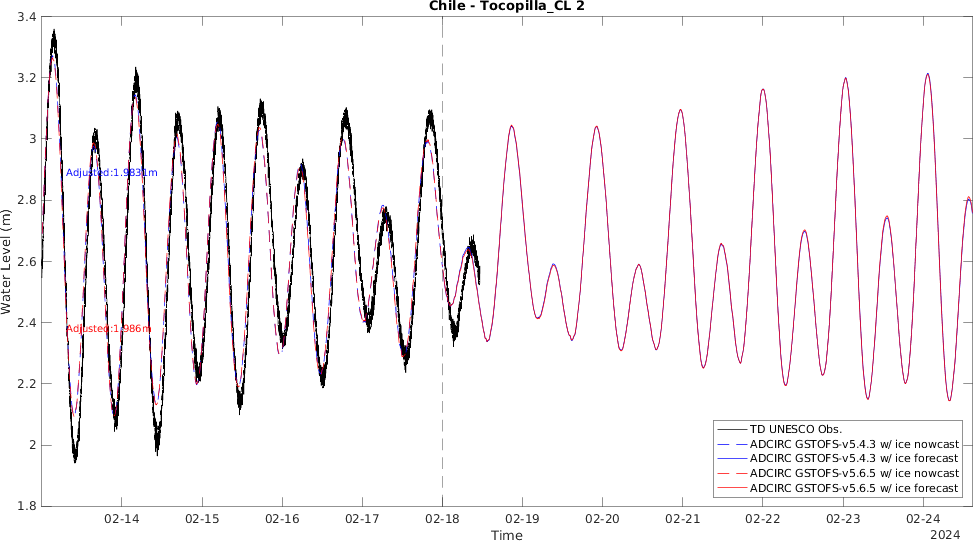 Chile - Tocopilla_CL 2
Water Level (m)
3.4
3.2
3
2.8
2.6
2.4
2.2
2
1.8
Adjusted:1.9831m
Adjusted:1.986m
TD UNESCO Obs.
ADCIRC GSTOFS-v5.4.3 w/ ice nowcast
ADCIRC GSTOFS-v5.4.3 w/ ice forecast
ADCIRC GSTOFS-v5.6.5 w/ ice nowcast
ADCIRC GSTOFS-v5.6.5 w/ ice forecast
02-14 02-15 02-16 02-17 02-18 02-19 02-20 02-21 02-22 02-23 02-24
Time
2024